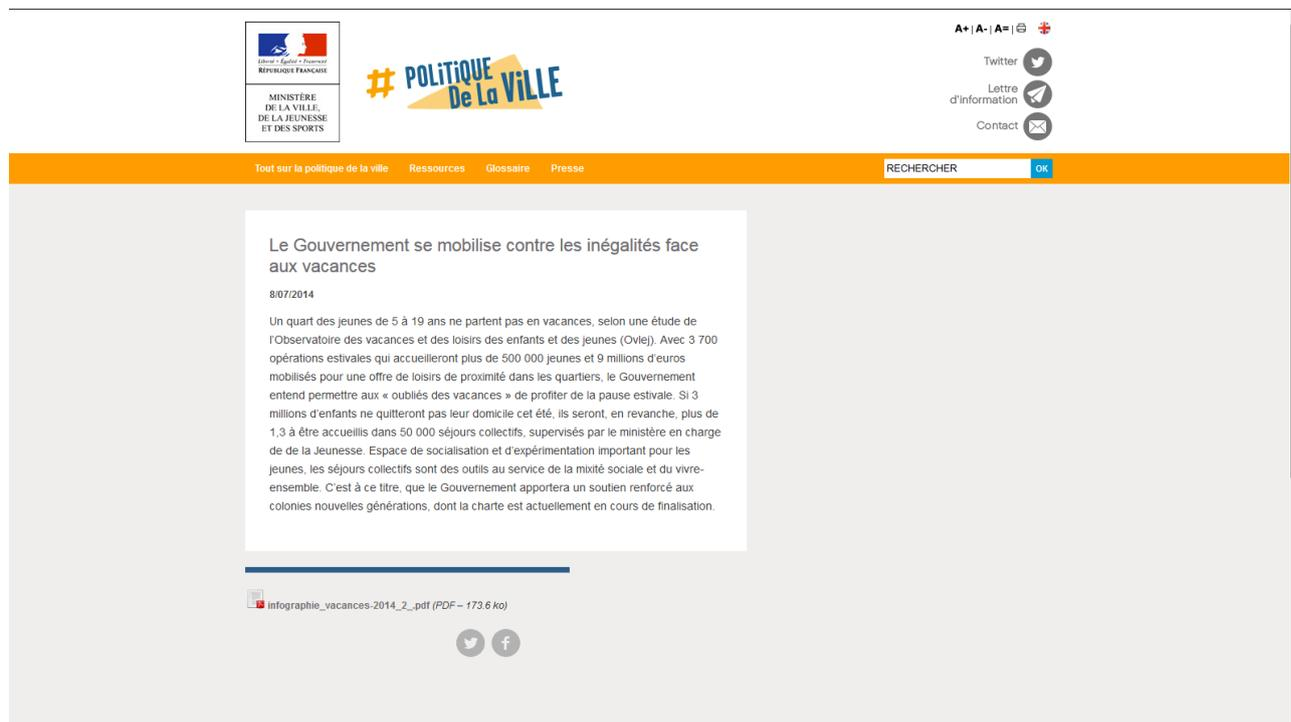 Liberté • Égalité • Fraternité
RÉPUBLIQUE FRANÇAISE
MINISTÈRE
DE LA VILLE,
DE LA JEUNESSE
ET DES SPORTS
# POLiTiQUE
De La ViLLE
A+ | A- | A= |
Twitter
Lettre
d'information
Contact
Tout sur la politique de la ville Ressources Glossaire Presse
RECHERCHER OK
Le Gouvernement se mobilise contre les inégalités face
aux vacances
8/07/2014
Un quart des jeunes de 5 à 19 ans ne partent pas en vacances, selon une étude de
l'Observatoire des vacances et des loisirs des enfants et des jeunes (Ovlej). Avec 3 700
opérations estivales qui accueilleront plus de 500 000 jeunes et 9 millions d'euros
mobilisés pour une offre de loisirs de proximité dans les quartiers, le Gouvernement
entend permettre aux « oubliés des vacances » de profiter de la pause estivale. Si 3
millions d'enfants ne quitteront pas leur domicile cet été, ils seront, en revanche, plus de
1,3 à être accueillis dans 50 000 séjours collectifs, supervisés par le ministère en charge
de de la Jeunesse. Espace de socialisation et d'expérimentation important pour les
jeunes, les séjours collectifs sont des outils au service de la mixité sociale et du vivre-
ensemble. C'est à ce titre, que le Gouvernement apportera un soutien renforcé aux
colonies nouvelles générations, dont la charte est actuellement en cours de finalisation.
infographie_vacances-2014_2_.pdf (PDF – 173.6 ko)